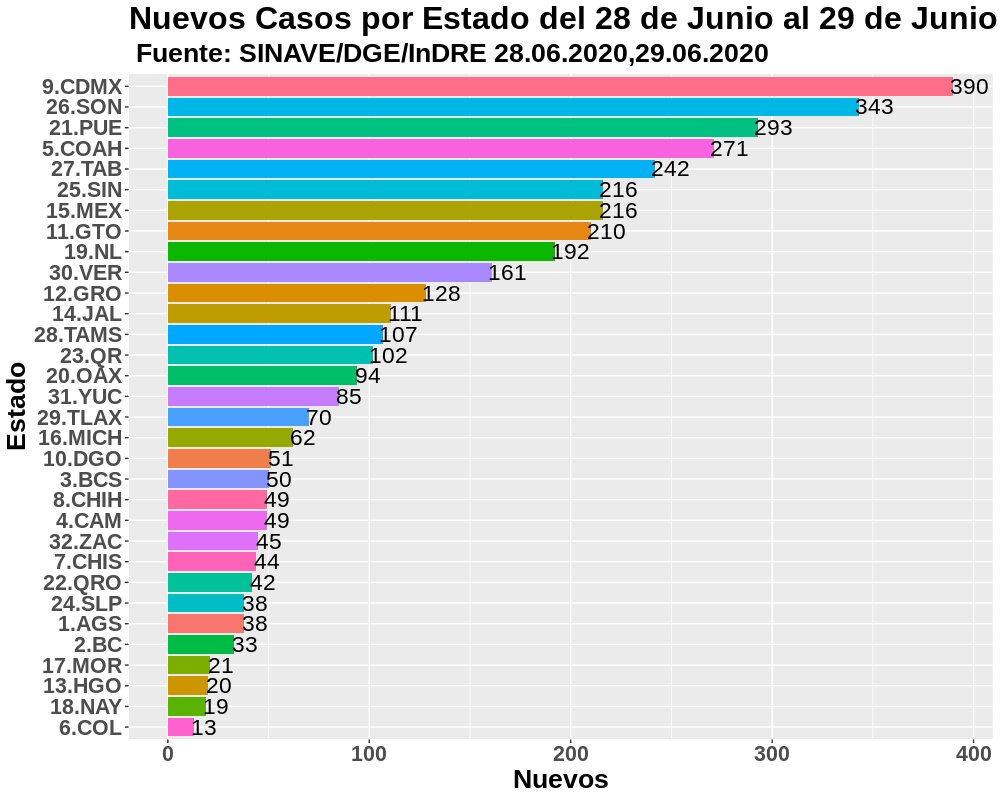 Nuevos Casos por Estado del 28 de Junio al 29 de Junio
Fuente: SINAVE/DGE/InDRE 28.06.2020,29.06.2020
Estado
9.CDMX 390
26.SON 343
21.PUE 293
5.COAH 271
27.TAB 242
25.SIN 216
15.MEX 216
11.GTO 210
19.NL 192
30.VER 161
12.GRO 128
14.JAL 111
28.TAMS 107
23.QR 102
20.OAX 94
31.YUC 85
29.TLAX 70
16.MICH 62
10.DGO 51
3.BCS 50
8.CHIH 49
4.CAM 49
32.ZAC 45
7.CHIS 44
22.QRO 42
24.SLP 38
1.AGS 38
2.BC 33
17.MOR 21
13.HGO 20
18.NAY 19
6.COL 13
0 100 200 300 400
Nuevos